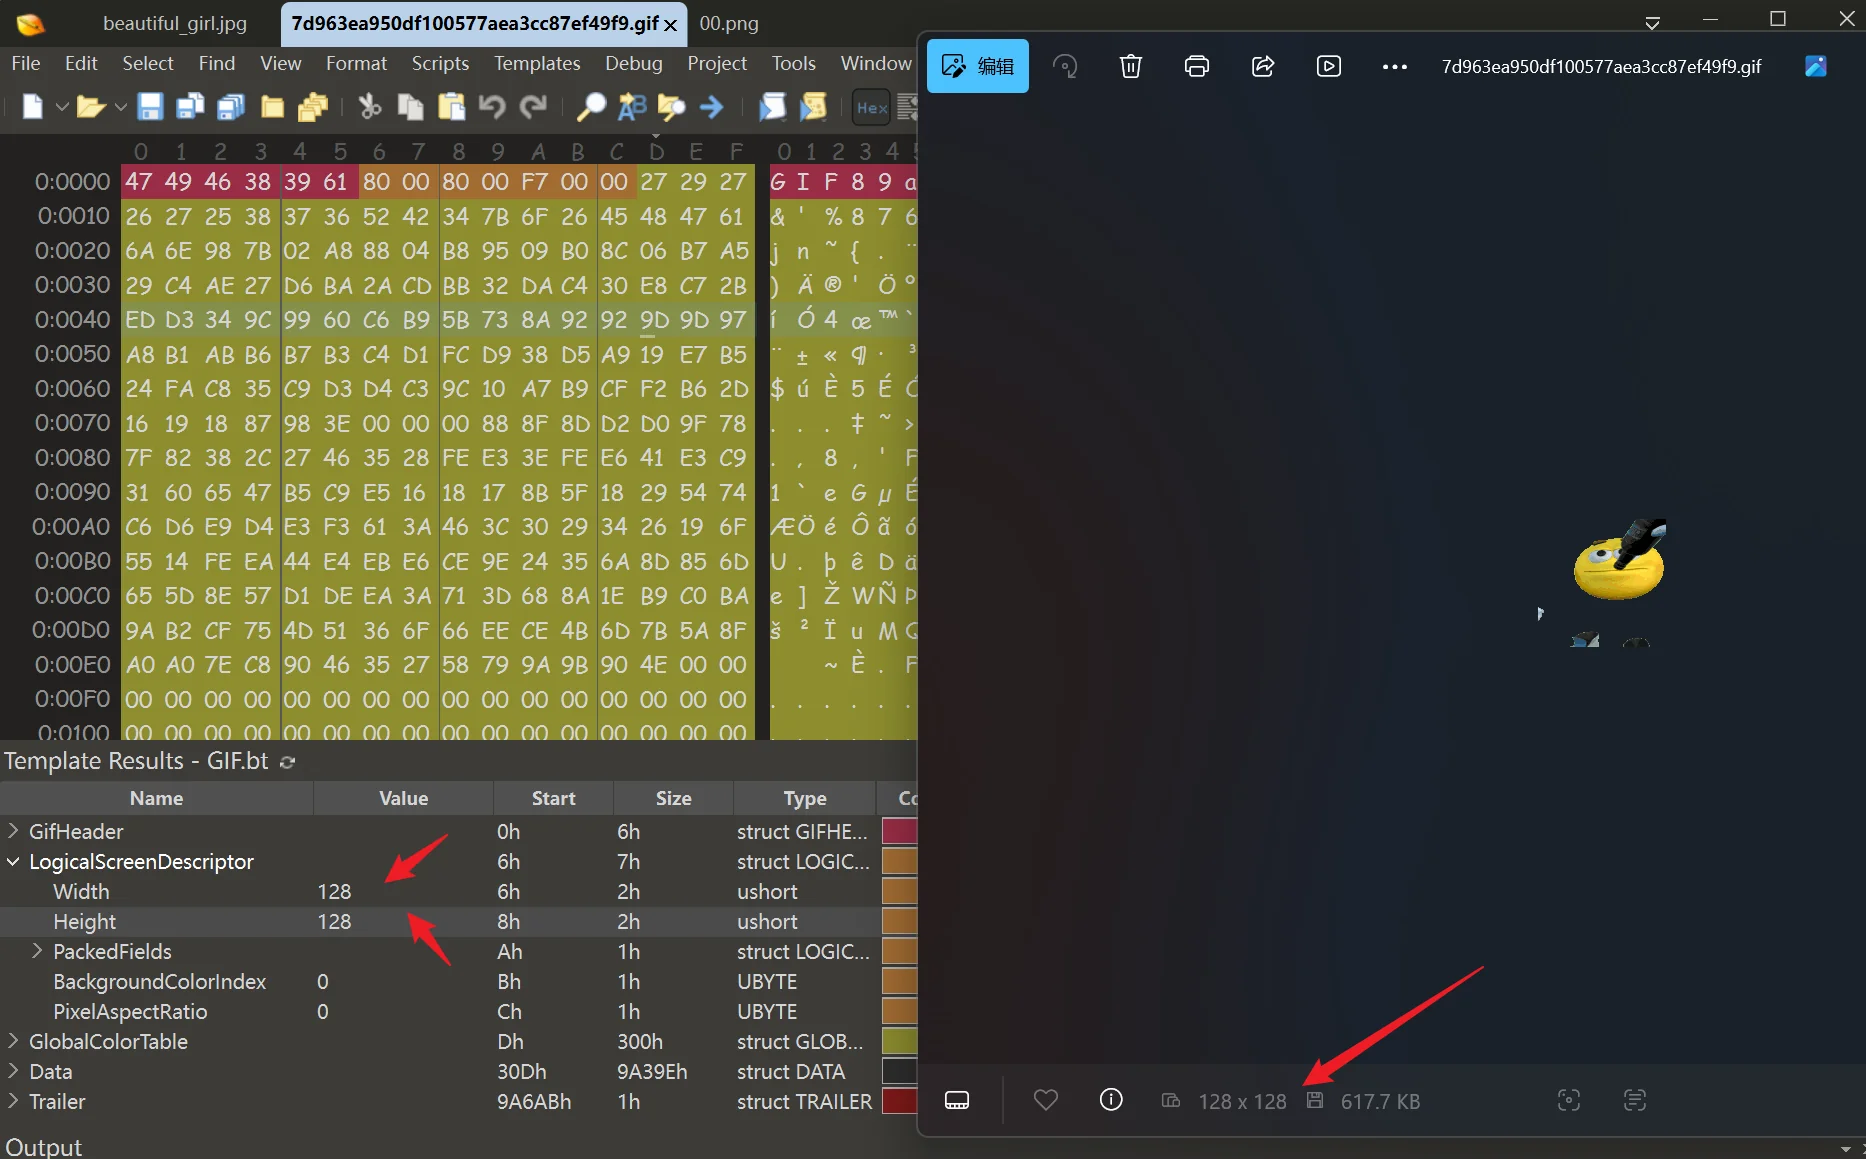 beautiful_girl.jpg 7d963ea950df100577aea3cc87ef49f9.gif 00.png
File Edit Select Find View Format Scripts Templates Debug Project Tools Window
编辑 7d963ea950df100577aea3cc87ef49f9.gif
Hex
0 1 2 3 4 5 6 7 8 9 A B C D E F 0 1 2 3 4
0:0000 47 49 46 38 39 61 80 00 80 00 F7 00 00 27 29 27 G I F 8 9 a
0:0010 26 27 25 38 37 36 52 42 34 7B 6F 26 45 48 47 61 & ' % 8 7 6
0:0020 6A 6E 98 7B 02 A8 88 04 B8 95 09 B0 8C 06 B7 A5 j n ˜ { . ¨
0:0030 29 C4 AE 27 D6 BA 2A CD BB 32 DA C4 30 E8 C7 2B ) Ä ® ' Ö º
0:0040 ED D3 34 9C 99 60 C6 B9 5B 73 8A 92 92 9D 9D 97 í Ó 4 œ ™ `
0:0050 A8 B1 AB B6 B7 B3 C4 D1 FC D9 38 D5 A9 19 E7 B5 ¨ ± « ¶ · ³
0:0060 24 FA C8 35 C9 D3 D4 C3 9C 10 A7 B9 CF F2 B6 2D $ ú È 5 É Ó
0:0070 16 19 18 87 98 3E 00 00 00 88 8F 8D D2 D0 9F 78 . . . ‡ ˜ >
0:0080 7F 82 38 2C 27 46 35 28 FE E3 3E FE E6 41 E3 C9 . ‚ 8 , ' F
0:0090 31 60 65 47 B5 C9 E5 16 18 17 8B 5F 18 29 54 74 1 ` e G µ É
0:00A0 C6 D6 E9 D4 E3 F3 61 3A 46 3C 30 29 34 26 19 6F Æ Ö é Ô ã ó
0:00B0 55 14 FE EA 44 E4 EB E6 CE 9E 24 35 6A 8D 85 6D U . þ ê D ä
0:00C0 65 5D 8E 57 D1 DE EA 3A 71 3D 68 8A 1E B9 C0 BA e ] Ž W Ñ Þ
0:00D0 9A B2 CF 75 4D 51 36 6F 66 EE CE 4B 6D 7B 5A 8F š ² Ï u M Q
0:00E0 A0 A0 7E C8 90 46 35 27 58 79 9A 9B 90 4E 00 00 ~ È . F
0:00F0 00 00 00 00 00 00 00 00 00 00 00 00 00 00 00 00 . . . . . .
0:0100 00 00 00 00 00 00 00 00 00 00 00 00 00 00 00 00
Template Results - GIF.bt
Name Value Start Size Type
GifHeader 0h 6h struct GIFHE...
LogicalScreenDescriptor 6h 7h struct LOGIC...
Width 128 6h 2h ushort
Height 128 8h 2h ushort
PackedFields Ah 1h struct LOGIC...
BackgroundColorIndex 0 Bh 1h UBYTE
PixelAspectRatio 0 Ch 1h UBYTE
GlobalColorTable Dh 300h struct GLOB...
Data 30Dh 9A39Eh struct DATA
Trailer 9A6ABh 1h struct TRAILER
128 x 128 617.7 KB
Output